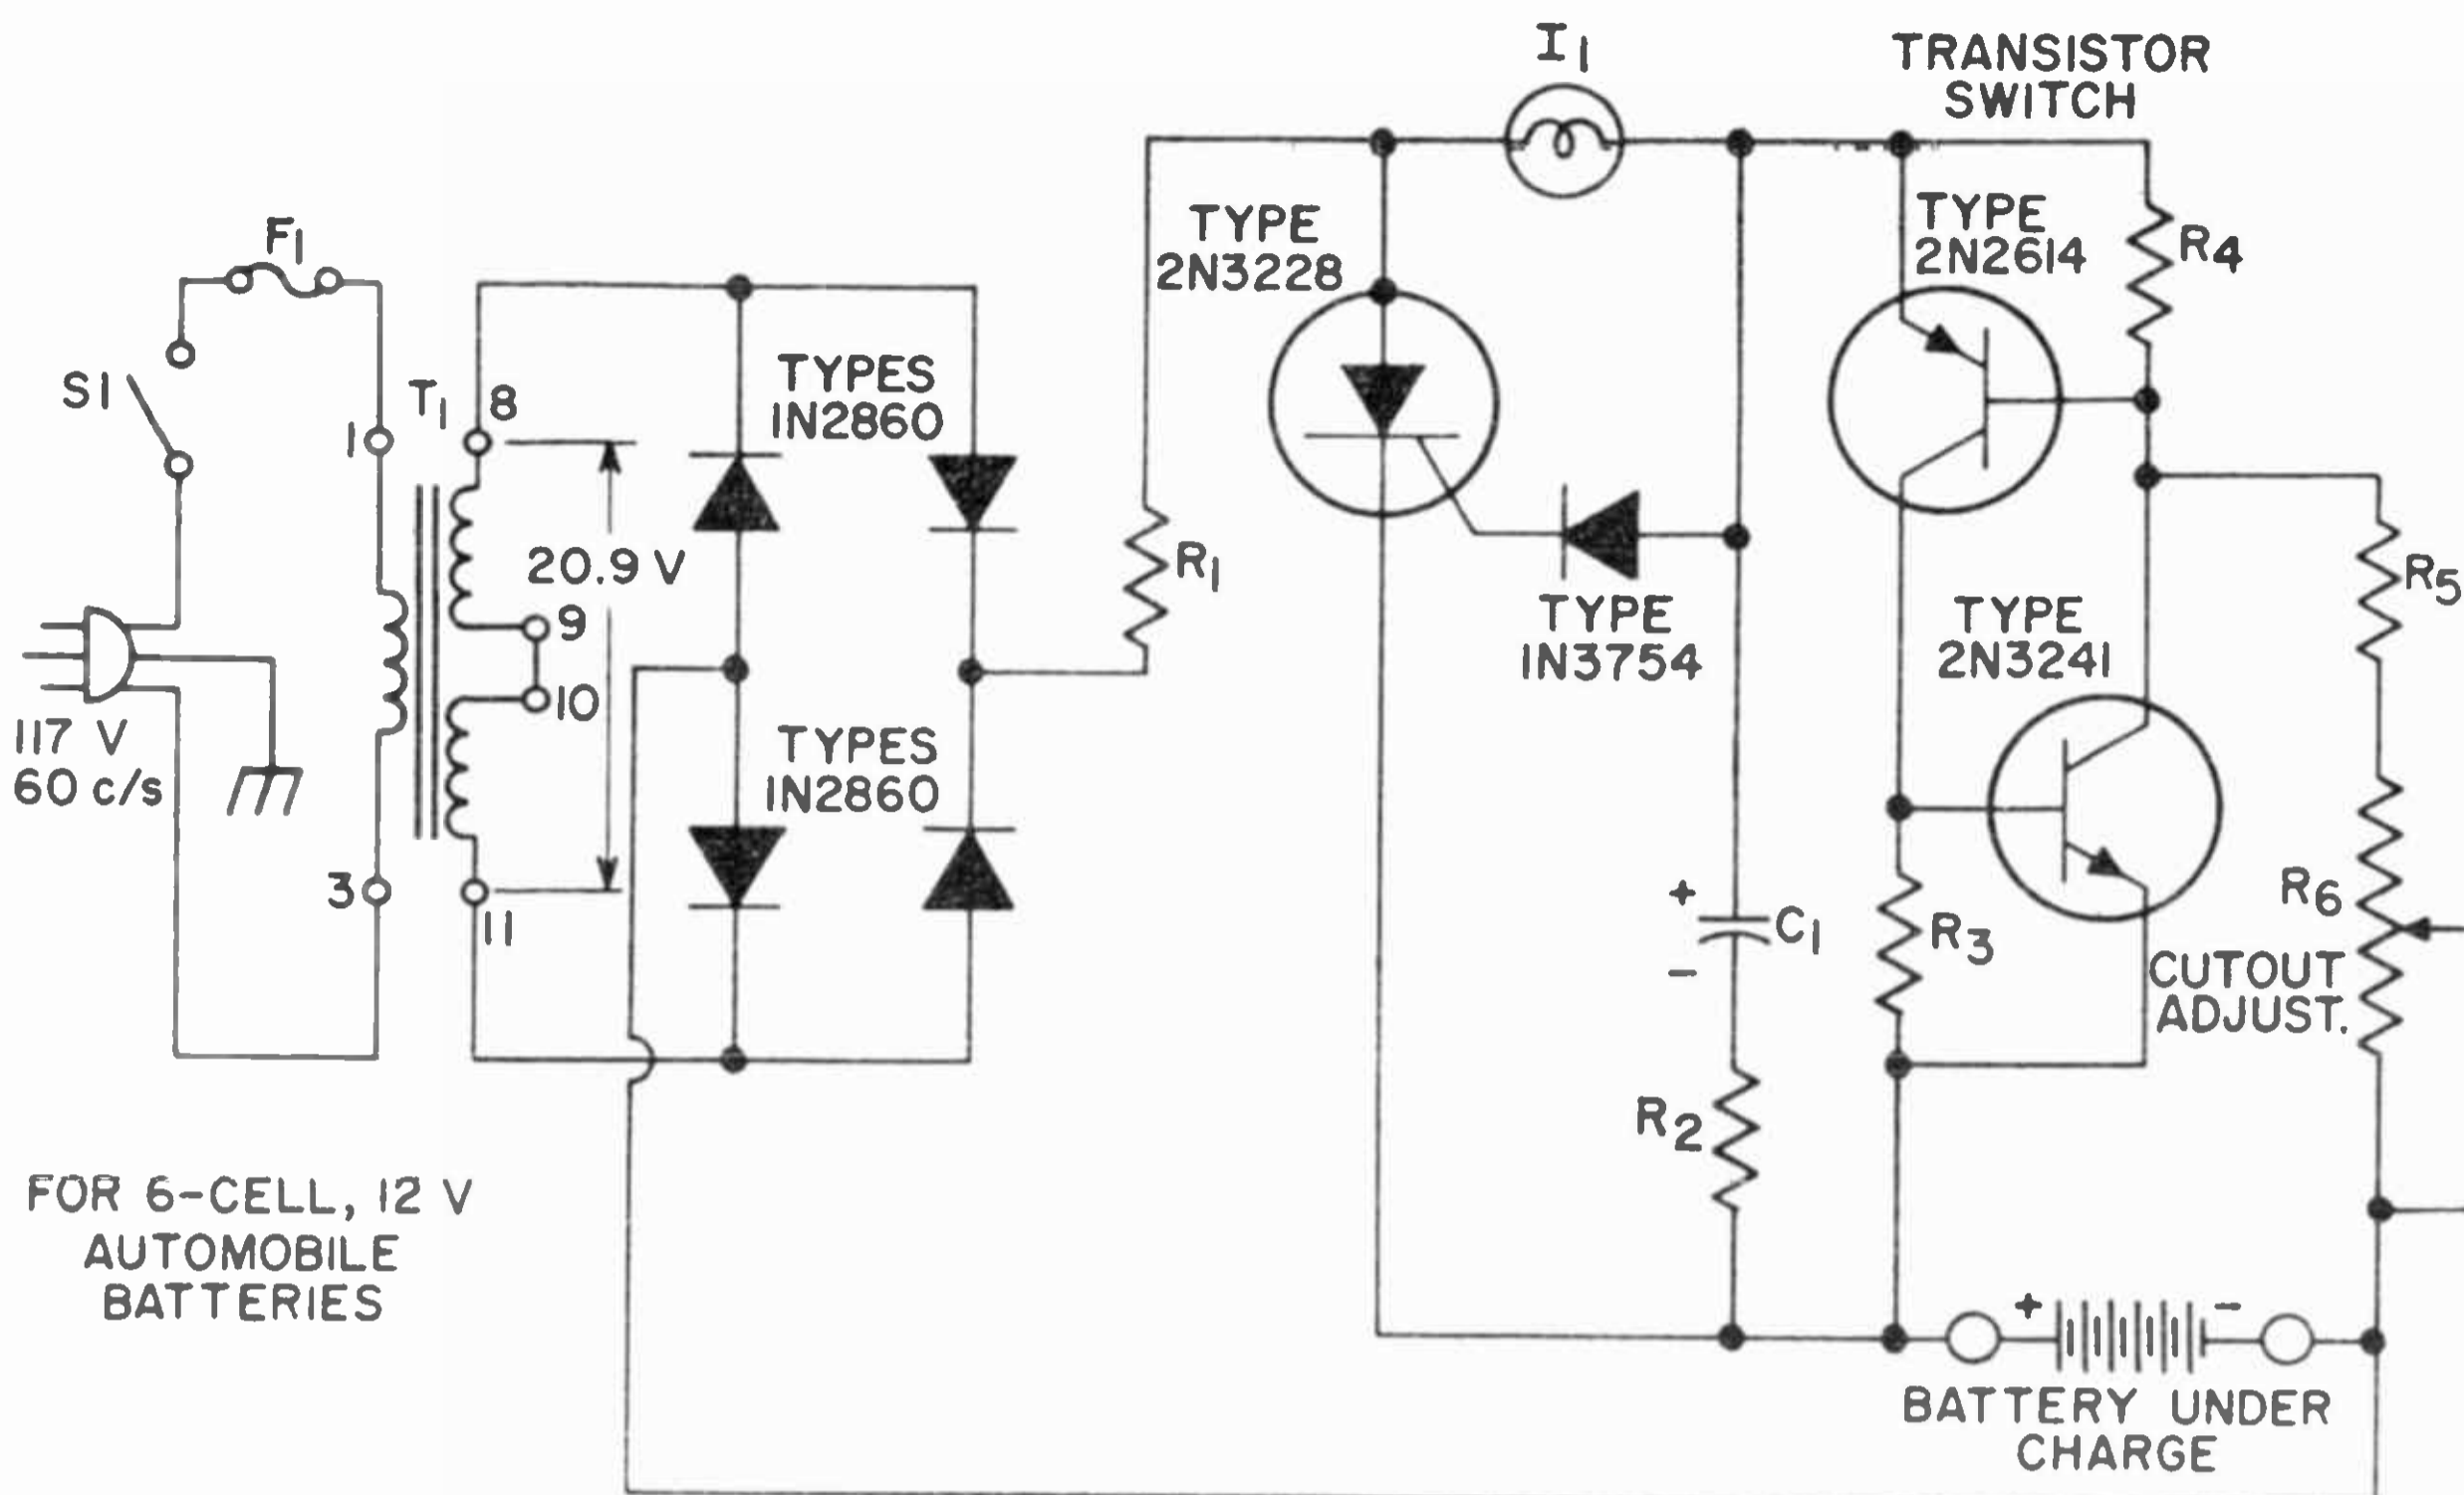 I1
TRANSISTOR
SWITCH
F1
TYPE
2N3228
TYPE
2N2614
R4
S1
T1
8
1
TYPES
1N2860
20.9 V
R1
R5
9
TYPE
1N3754
TYPE
2N3241
10
117 V
60 c/s
TYPES
1N2860
3
11
+
C1
-
R3
R6
CUTOUT
ADJUST.
R2
FOR 6-CELL, 12 V
AUTOMOBILE
BATTERIES
+
-
BATTERY UNDER
CHARGE